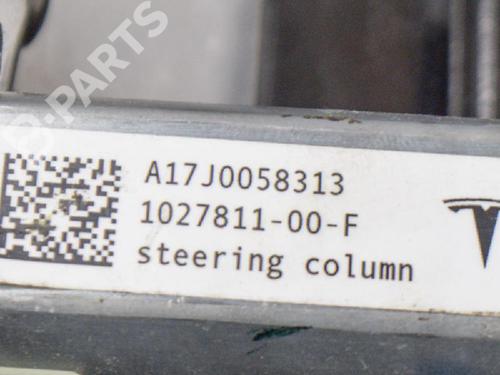 B-PARTS
A17J0058313
1027811-00-F
steering column